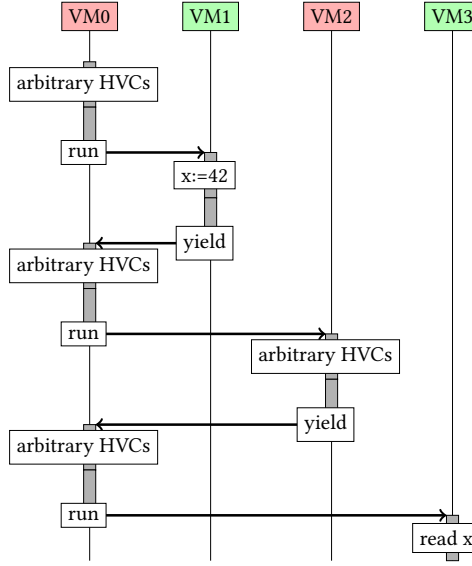 VM0 VM1 VM2 VM3
arbitrary HVCs
run
x:=42
yield
arbitrary HVCs
run
arbitrary HVCs
yield
arbitrary HVCs
run
read x